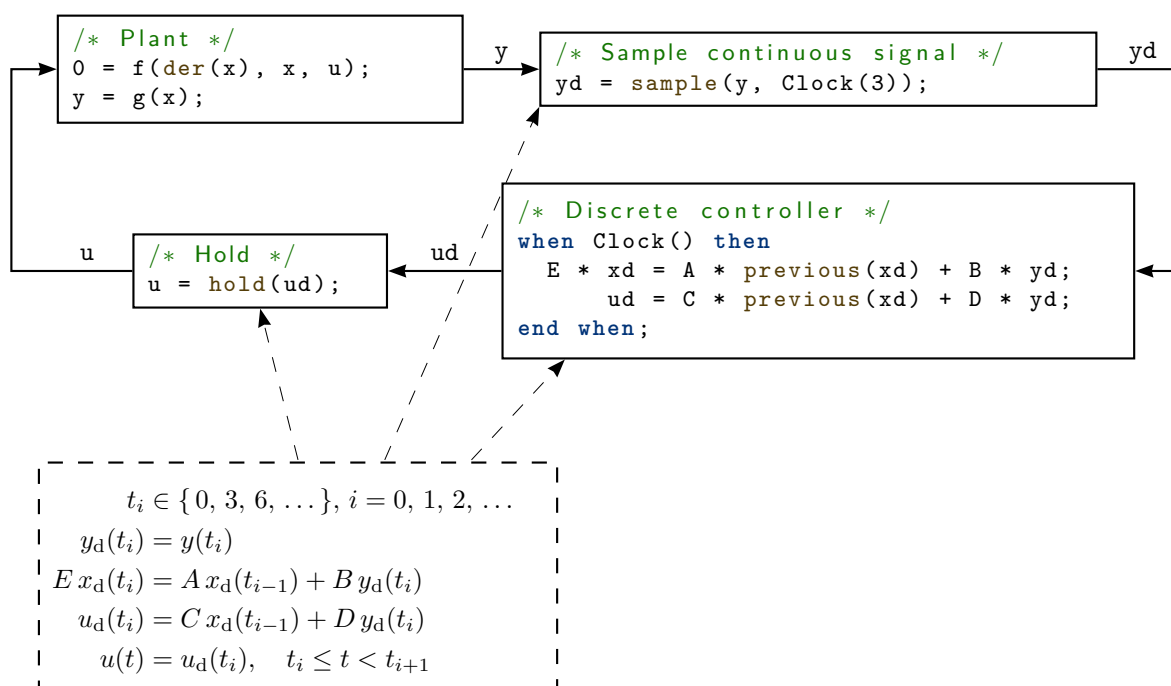 /* Plant */
0 = f(der(x), x, u);
y = g(x);
y
/* Sample continuous signal */
yd = sample(y, Clock(3));
yd
/* Discrete controller */
when Clock() then
E * xd = A * previous(xd) + B * yd;
ud = C * previous(xd) + D * yd;
end when;
ud
/* Hold */
u = hold(ud);
u
t_i ∈ { 0, 3, 6, … }, i = 0, 1, 2, …
y_d(t_i) = y(t_i)
E x_d(t_i) = A x_d(t_{i−1}) + B y_d(t_i)
u_d(t_i) = C x_d(t_{i−1}) + D y_d(t_i)
u(t) = u_d(t_i), t_i ≤ t < t_{i+1}